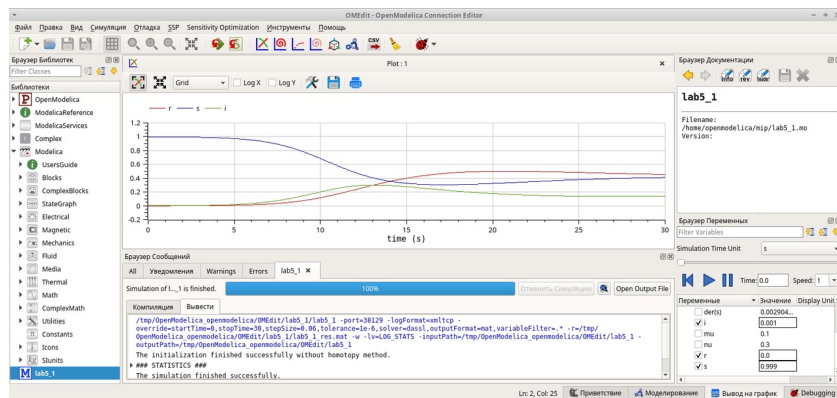 OMEdit - OpenModelica Connection Editor
Файл Правка Вид Симуляция Отладка SSP Sensitivity Optimization Инструменты Помощь
Браузер Библиотек
Filter Classes
Библиотеки
OpenModelica
ModelicaReference
ModelicaServices
Complex
Modelica
UsersGuide
Blocks
ComplexBlocks
StateGraph
Electrical
Magnetic
Mechanics
Fluid
Media
Thermal
Math
ComplexMath
Utilities
Constants
Icons
SIunits
lab5_1
Plot : 1
Grid Log X Log Y
r s i
1.2
1
0.8
0.6
0.4
0.2
0
-0.2
0 5 10 15 20 25 30
time (s)
Браузер Сообщений
All Уведомления Warnings Errors lab5_1
Simulation of l..._1 is finished. 100% Отменить Симуляцию Open Output File
Компиляция Вывести
/tmp/OpenModelica_openmodelica/OMEdit/lab5_1/lab5_1 -port=38129 -logFormat=xmltcp -
override=startTime=0,stopTime=30,stepSize=0.06,tolerance=1e-6,solver=dassl,outputFormat=mat,variableFilter=.* -r=/tmp/
OpenModelica_openmodelica/OMEdit/lab5_1/lab5_1_res.mat -w -lv=LOG_STATS -inputPath=/tmp/OpenModelica_openmodelica/OMEdit/lab5_1 -
outputPath=/tmp/OpenModelica_openmodelica/OMEdit/lab5_1
The initialization finished successfully without homotopy method.
### STATISTICS ###
The simulation finished successfully.
Браузер Документации
info rev
lab5_1
Filename:
/home/openmodelica/mip/lab5_1.mo
Version:
Браузер Переменных
Filter Variables
Simulation Time Unit s
Time: 0.0 Speed: 1
Переменные Значение Display Unit
der(s) 0.002904...
i 0.001
mu 0.1
nu 0.3
r 0.0
s 0.999
Ln: 2, Col: 25 Приветствие Моделирование Вывод на график Debugging